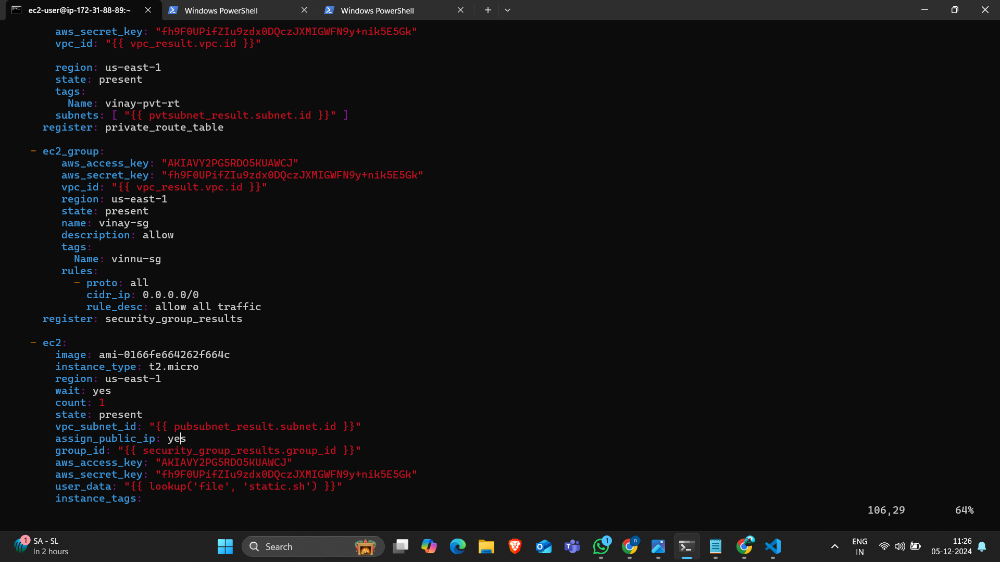 ec2-user@ip-172-31-88-89:~
Windows PowerShell
Windows PowerShell
aws_secret_key: "fh9F0UPifZIu9zdx0DQczJXMIGWFN9y+nik5E5Gk"
vpc_id: "{{ vpc_result.vpc.id }}"
region: us-east-1
state: present
tags:
Name: vinay-pvt-rt
subnets: [ "{{ pvtsubnet_result.subnet.id }}" ]
register: private_route_table
- ec2_group:
aws_access_key: "AKIAVY2PG5RDO5KUAWCJ"
aws_secret_key: "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"
vpc_id: "{{ vpc_result.vpc.id }}"
region: us-east-1
state: present
name: vinay-sg
description: allow
tags:
Name: vinnu-sg
rules:
- proto: all
cidr_ip: 0.0.0.0/0
rule_desc: allow all traffic
register: security_group_results
- ec2:
image: ami-0166fe664262f664c
instance_type: t2.micro
region: us-east-1
wait: yes
count: 1
state: present
vpc_subnet_id: "{{ pubsubnet_result.subnet.id }}"
assign_public_ip: yes
group_id: "{{ security_group_results.group_id }}"
aws_access_key: "AKIAVY2PG5RDO5KUAWCJ"
aws_secret_key: "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"
user_data: "{{ lookup('file', 'static.sh') }}"
instance_tags:
106,29 64%
1 SA - SL
In 2 hours
Search
1
n
ENG
IN
11:26
05-12-2024